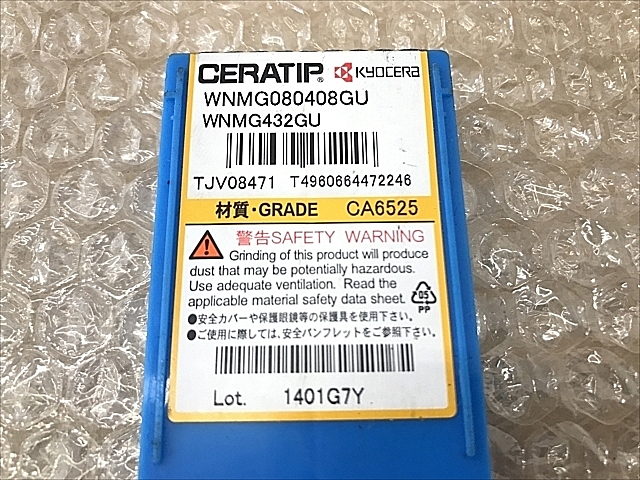 CERATIP® KYOCERA
WNMG080408GU
WNMG432GU
TJV08471 T4960664472246
材質・GRADE CA6525
警告SAFETY WARNING
Grinding of this product will produce
dust that may be potentially hazardous.
Use adequate ventilation. Read the
applicable material safety data sheet.
05
PP
●安全カバーや保護眼鏡等の保護具を使用下さい。
●ご使用に際しては、安全パンフレットをご参照下さい。
Lot. 1401G7Y